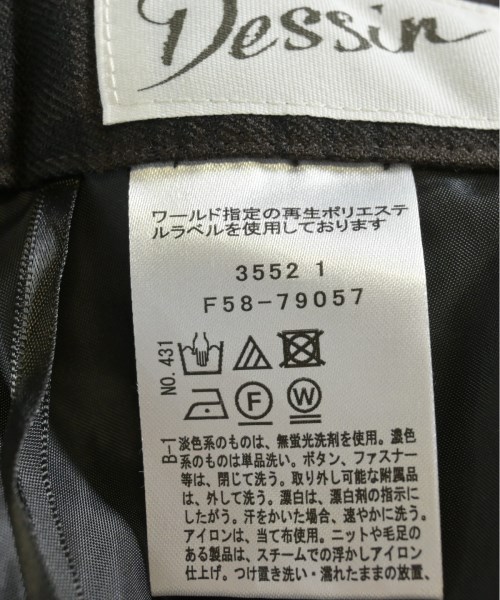 Dessin
ワールド指定の再生ポリエステ
ルラベルを使用しております
3552 1
F58-79057
NO.431
F
W
B-1
淡色系のものは、無蛍光洗剤を使用。濃色
系のものは単品洗い。ボタン、ファスナー
等は、閉じて洗う。取り外し可能な附属品
は、外して洗う。漂白は、漂白剤の指示に
したがう。汗をかいた場合、速やかに洗う。
アイロンは、当て布使用。ニットや毛足の
ある製品は、スチームでの浮かしアイロン
仕上げ。つけ置き洗い・濡れたままの放置、